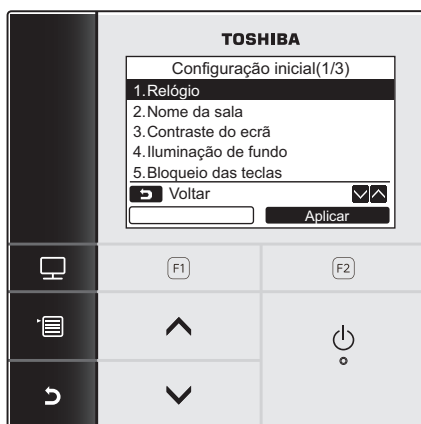 TOSHIBA
Configuração inicial(1/3)
1.Relógio
2.Nome da sala
3.Contraste do ecrã
4.Iluminação de fundo
5.Bloqueio das teclas
Voltar
Aplicar
F1 F2